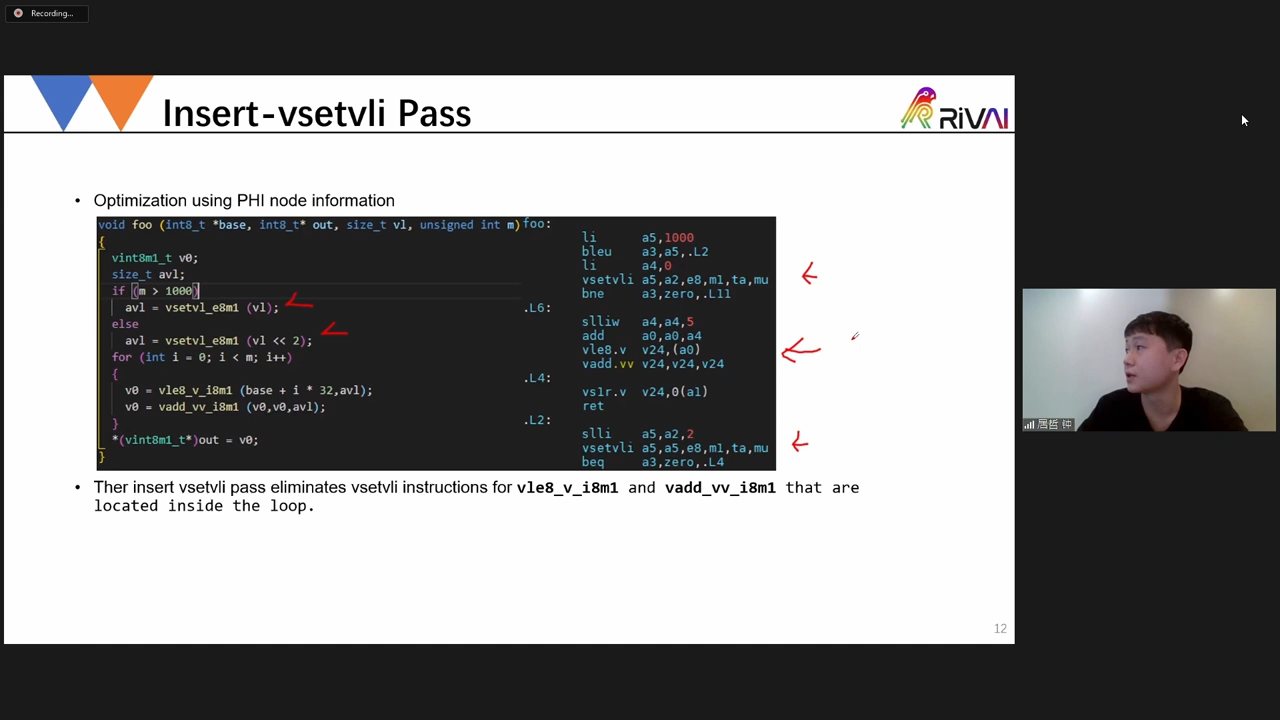 Recording...
Insert-vsetvli Pass
RiVAI
• Optimization using PHI node information
void foo (int8_t *base, int8_t* out, size_t vl, unsigned int m)
{
vint8m1_t v0;
size_t avl;
if (m > 1000)
avl = vsetvl_e8m1 (vl);
else
avl = vsetvl_e8m1 (vl << 2);
for (int i = 0; i < m; i++)
{
v0 = vle8_v_i8m1 (base + i * 32,avl);
v0 = vadd_vv_i8m1 (v0,v0,avl);
}
*(vint8m1_t*)out = v0;
}
foo:
li a5,1000
bleu a3,a5,.L2
li a4,0
vsetvli a5,a2,e8,m1,ta,mu
bne a3,zero,.L11
.L6:
slliw a4,a4,5
add a0,a0,a4
vle8.v v24,(a0)
vadd.vv v24,v24,v24
.L4:
vs1r.v v24,0(a1)
ret
.L2:
slli a5,a2,2
vsetvli a5,a5,e8,m1,ta,mu
beq a3,zero,.L4
• Ther insert vsetvli pass eliminates vsetvli instructions for vle8_v_i8m1 and vadd_vv_i8m1 that are
located inside the loop.
12
居哲 钟